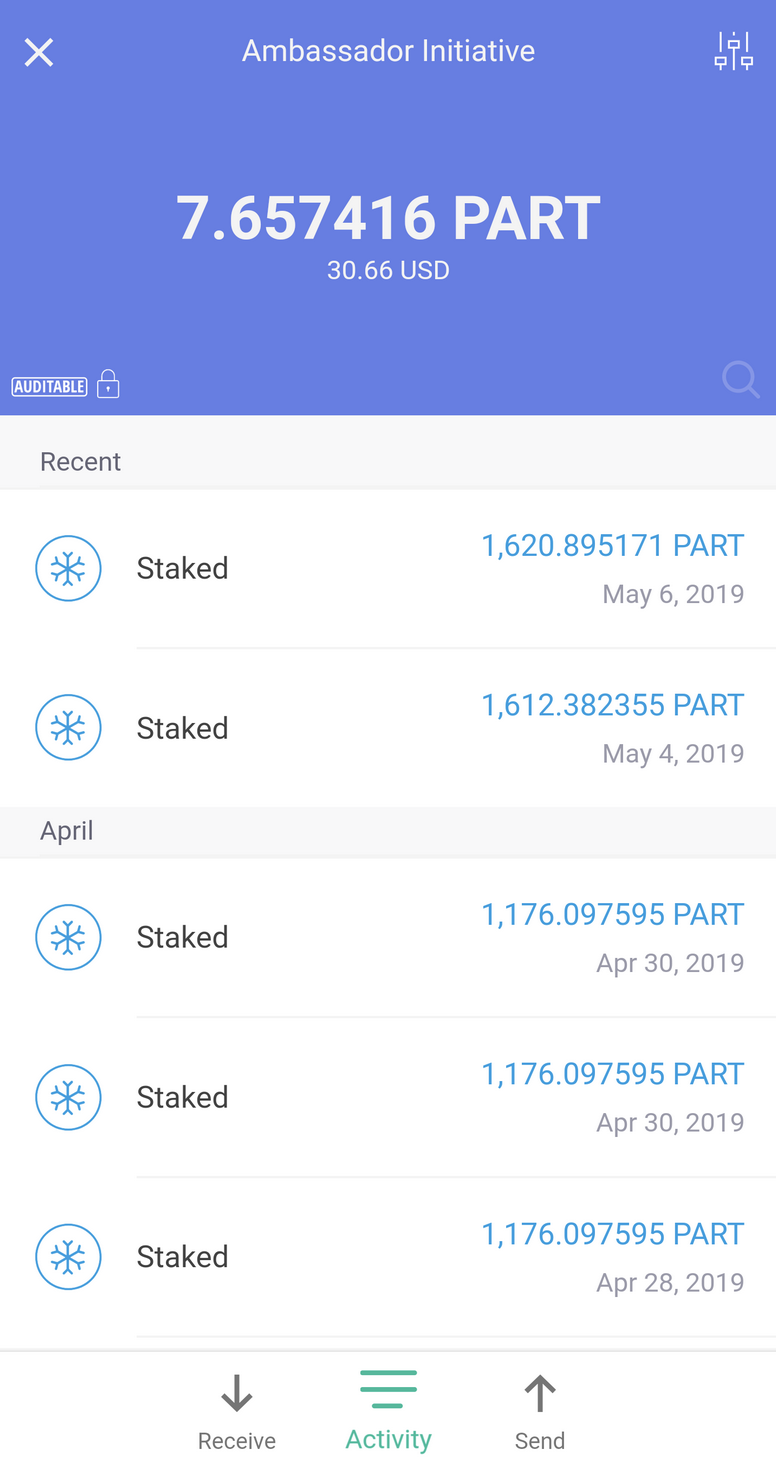 Ambassador Initiative
7.657416 PART
30.66 USD
AUDITABLE
Recent
Staked
1,620.895171 PART
May 6, 2019
Staked
1,612.382355 PART
May 4, 2019
April
Staked
1,176.097595 PART
Apr 30, 2019
Staked
1,176.097595 PART
Apr 30, 2019
Staked
1,176.097595 PART
Apr 28, 2019
Receive
Activity
Send